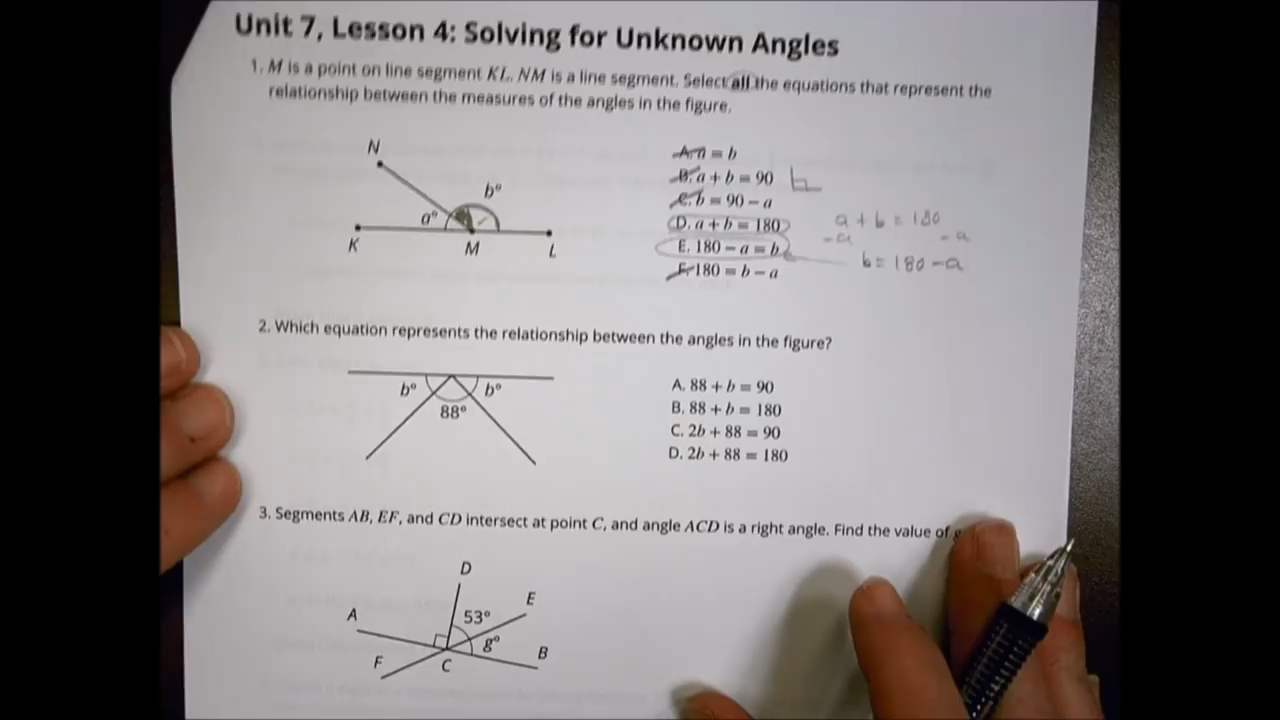 Unit 7, Lesson 4: Solving for Unknown Angles
1. M is a point on line segment KL. NM is a line segment. Select all the equations that represent the
relationship between the measures of the angles in the figure.
N
b°
a°
K
M
L
A. a = b
B. a + b = 90
C. b = 90 − a
D. a + b = 180
E. 180 − a = b
F. 180 = b − a
a + b = 180
-a -a
b = 180 - a
2. Which equation represents the relationship between the angles in the figure?
b°
b°
88°
A. 88 + b = 90
B. 88 + b = 180
C. 2b + 88 = 90
D. 2b + 88 = 180
3. Segments AB, EF, and CD intersect at point C, and angle ACD is a right angle. Find the value of g
D
E
A
53°
g°
B
F
C